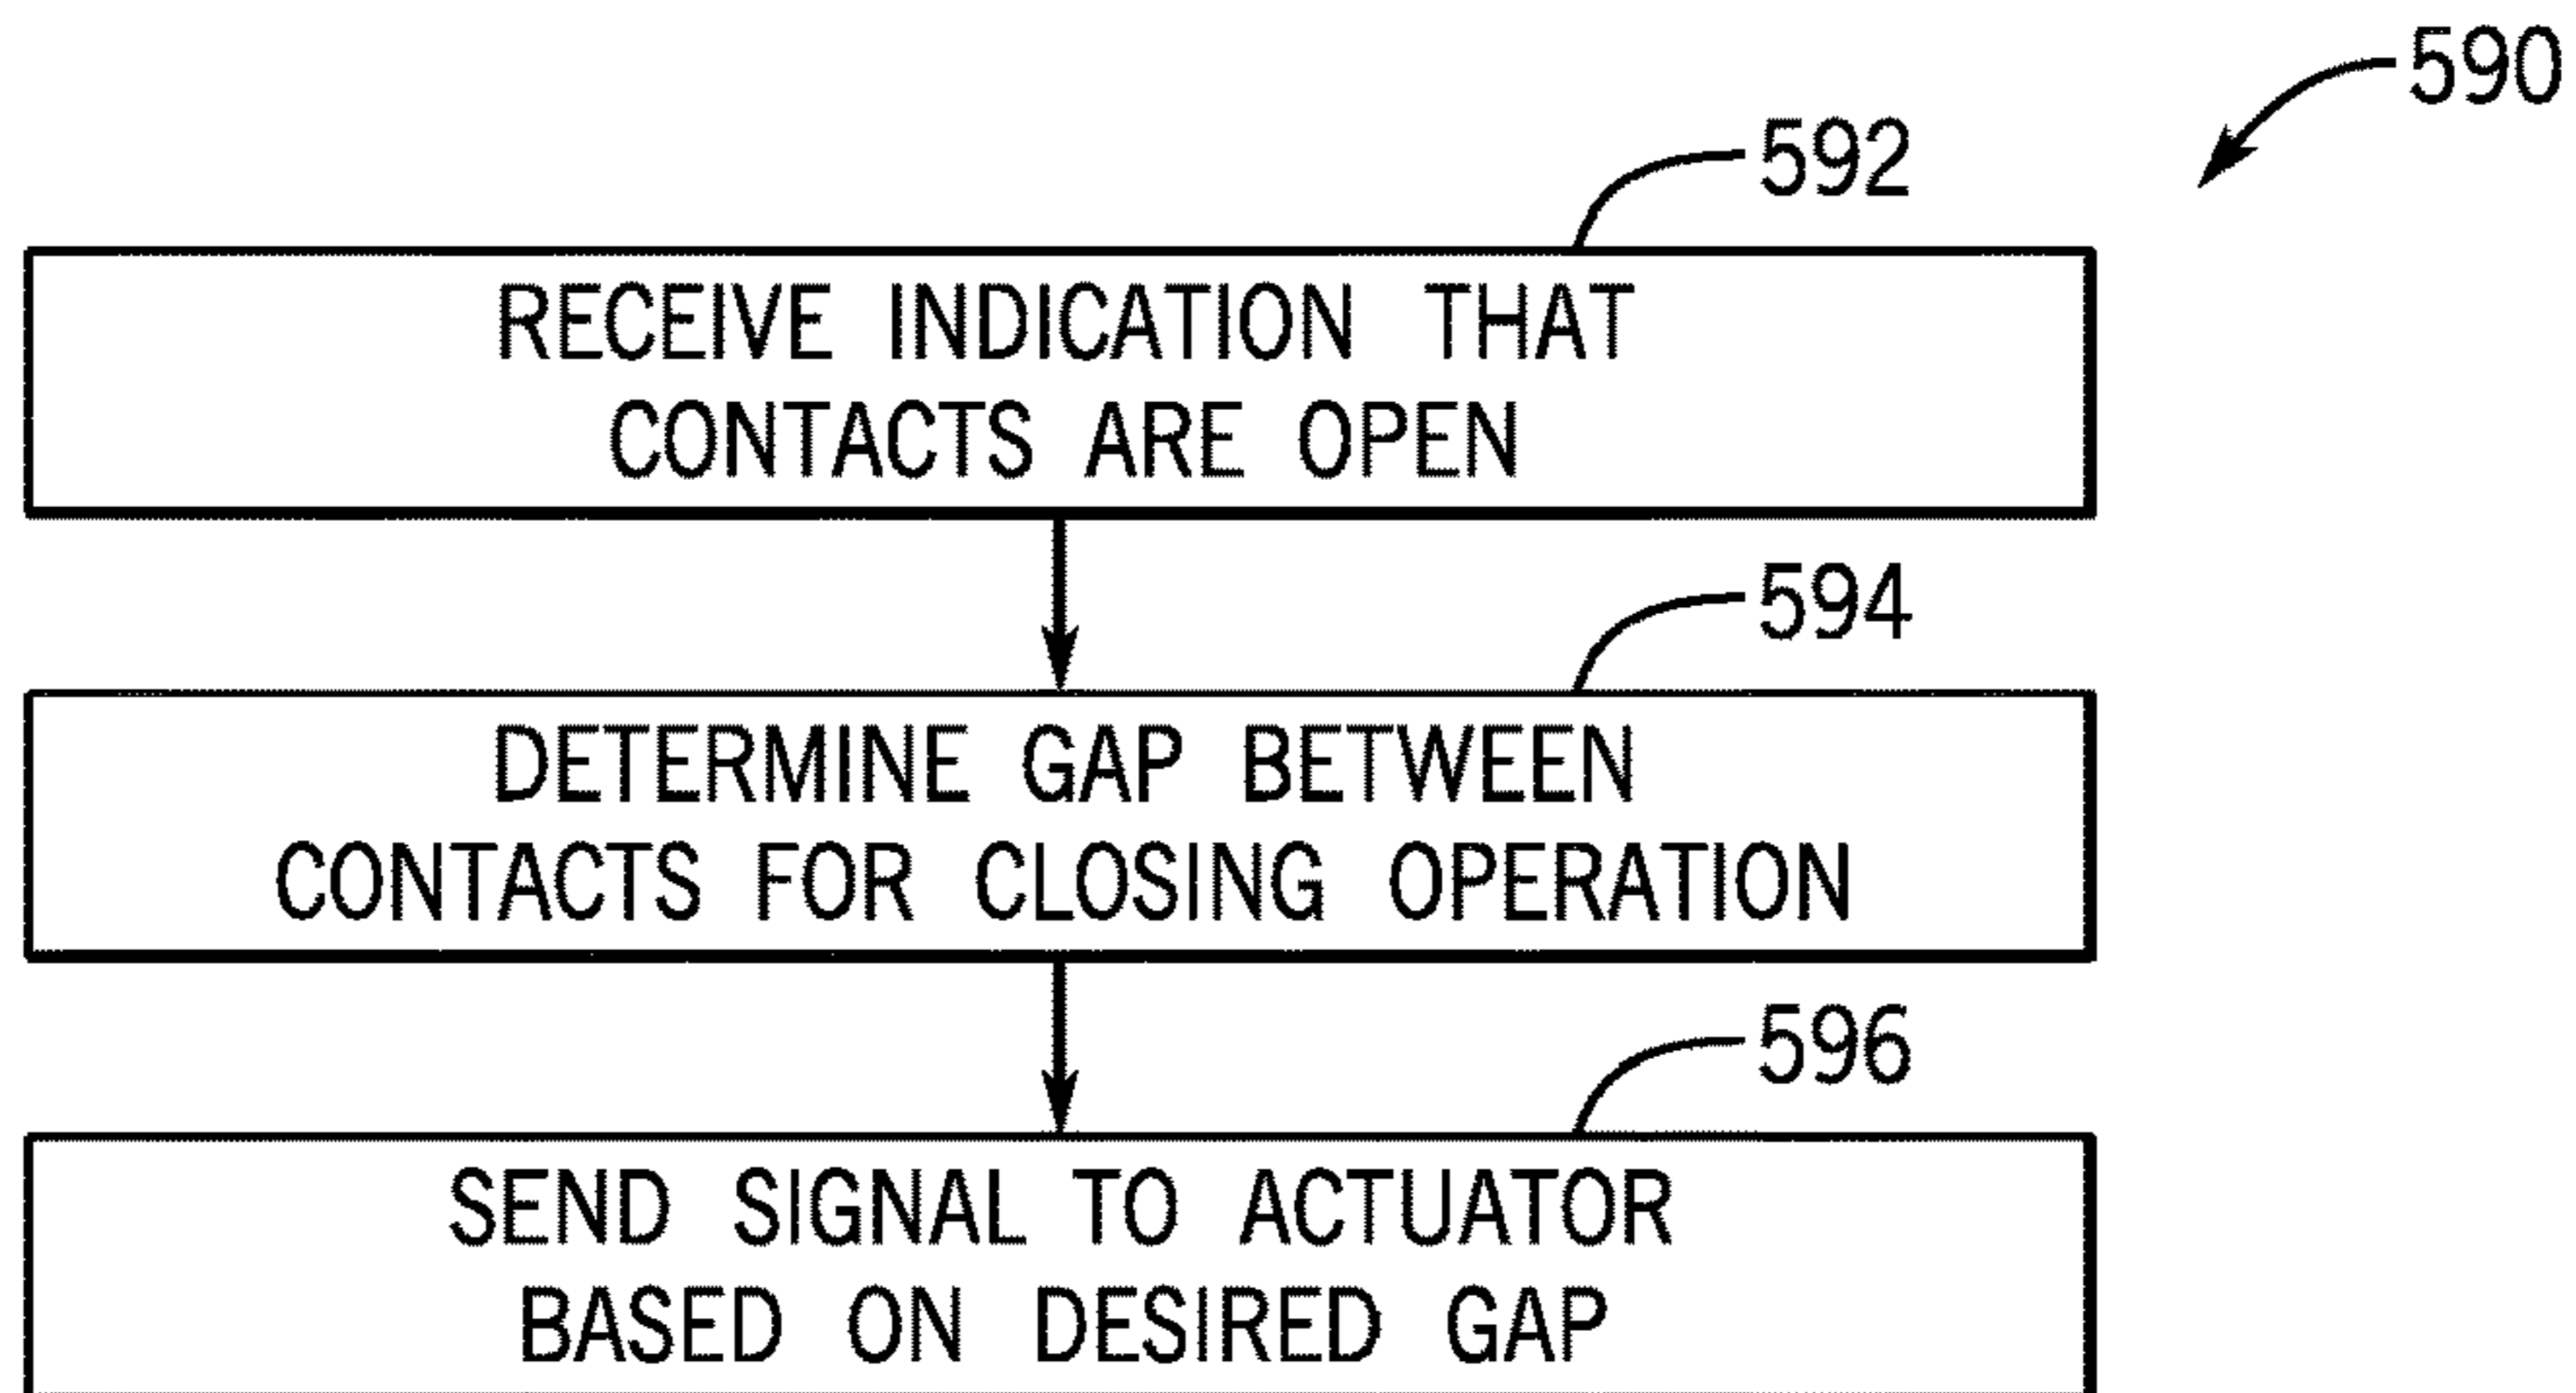 590
592
RECEIVE INDICATION THAT
CONTACTS ARE OPEN
594
DETERMINE GAP BETWEEN
CONTACTS FOR CLOSING OPERATION
596
SEND SIGNAL TO ACTUATOR
BASED ON DESIRED GAP